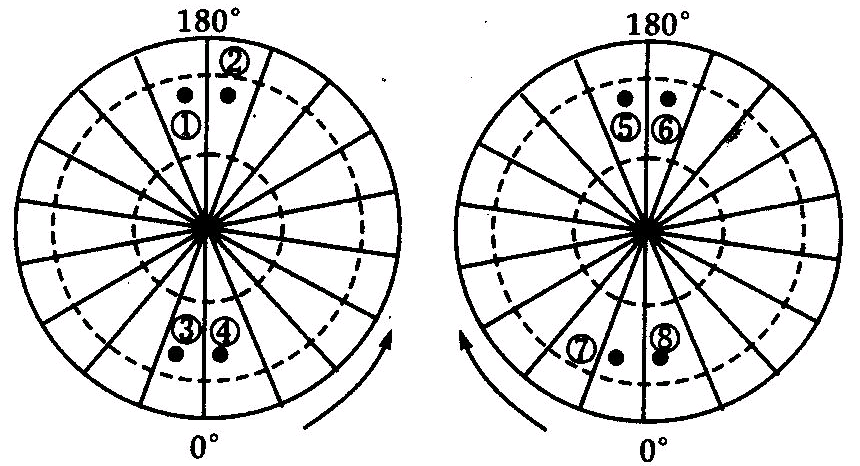 180° 180°
② 
① ⑤ ⑥
③ ④ ⑦ ⑧
0° 0°